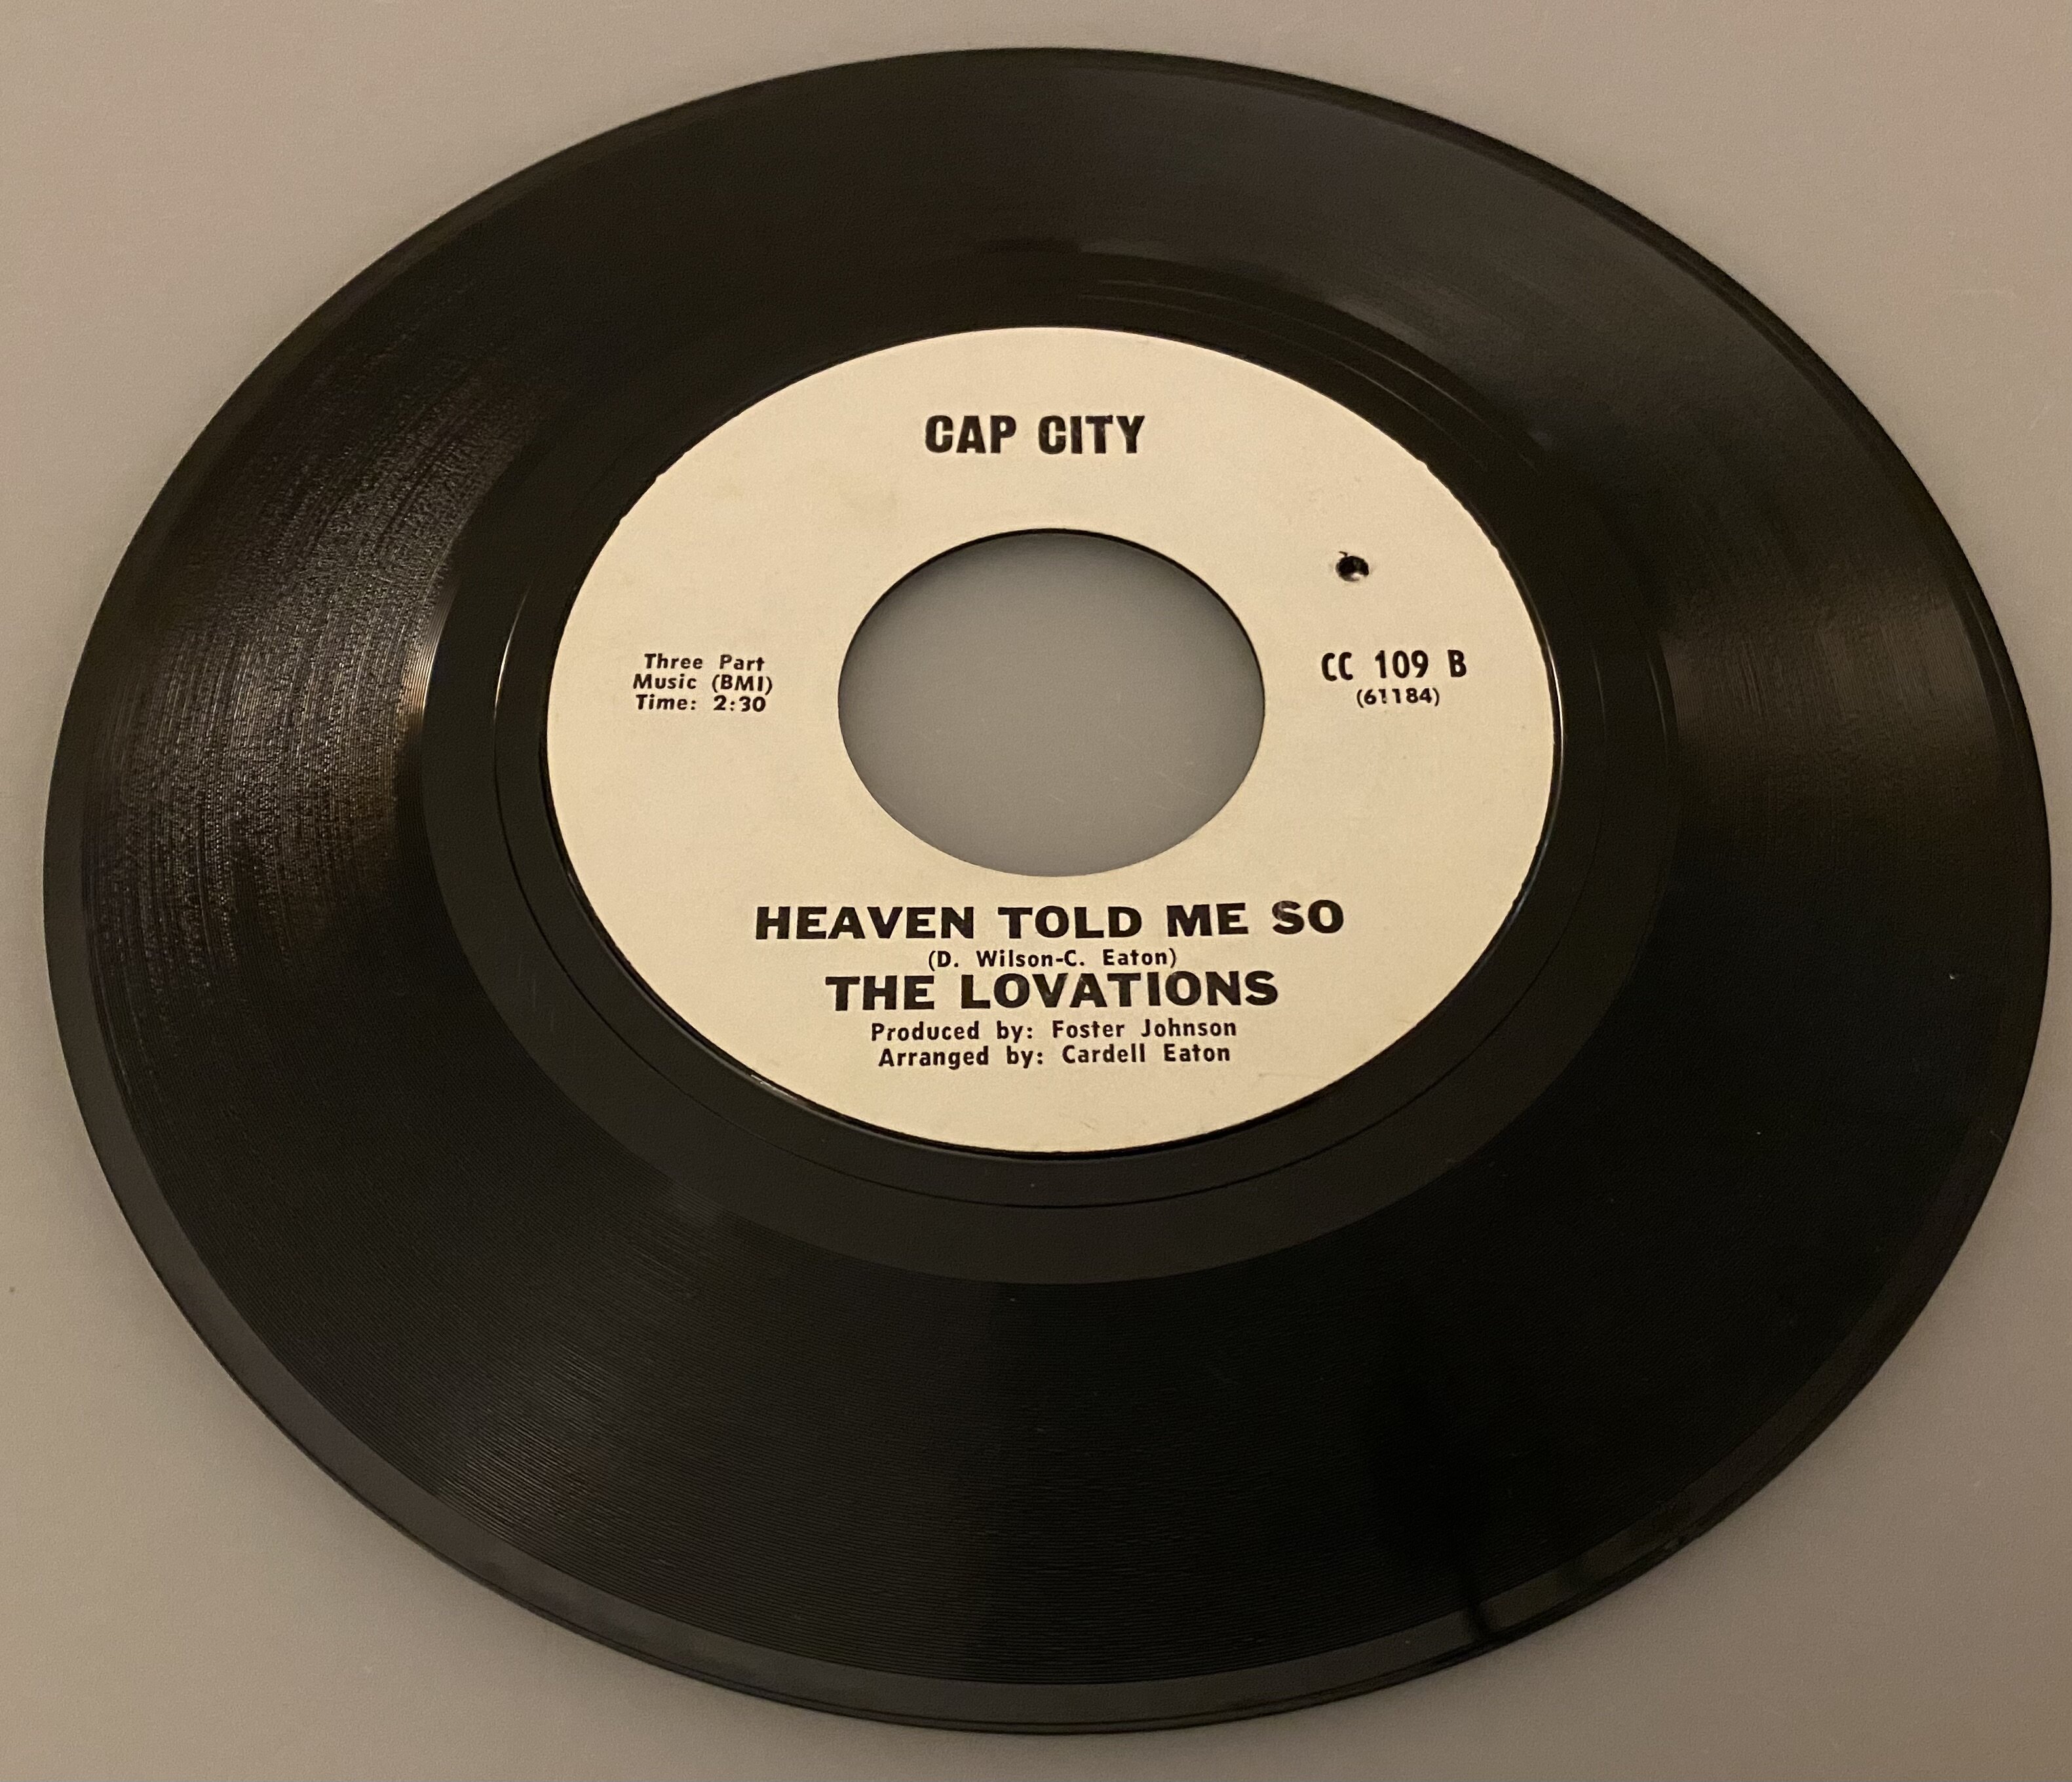 CAP CITY
Three Part
Music (BMI)
Time: 2:30
CC 109 B
(61184)
HEAVEN TOLD ME SO
(D. Wilson-C. Eaton)
THE LOVATIONS
Produced by: Foster Johnson
Arranged by: Cardell Eaton